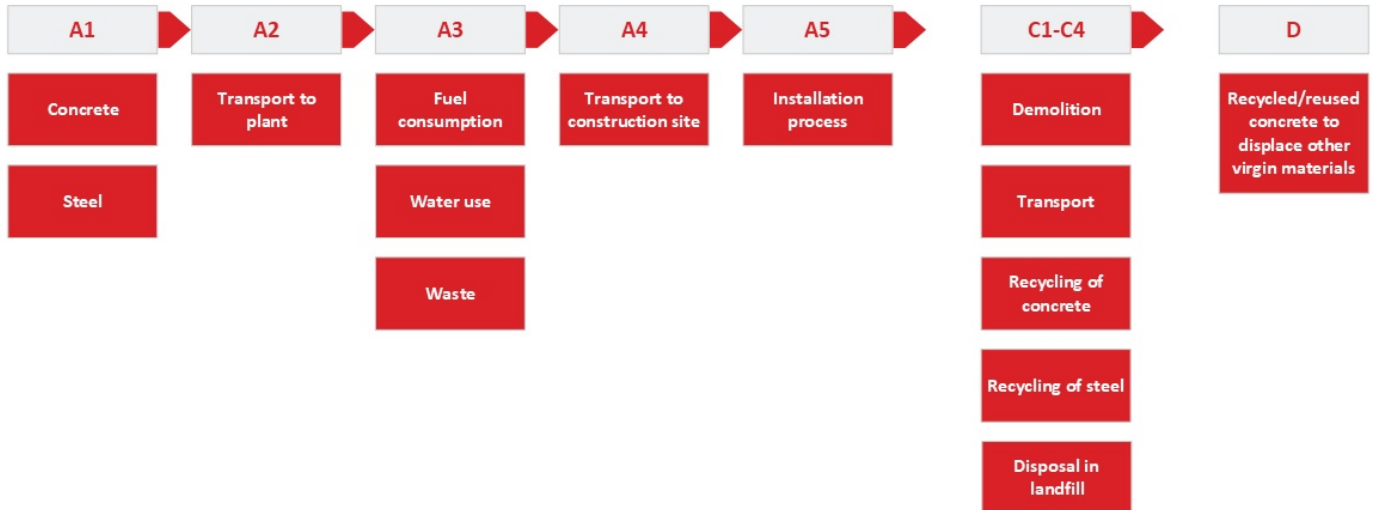 A1
A2
A3
A4
A5
C1-C4
D
Concrete
Steel
Transport to
plant
Fuel
consumption
Water use
Waste
Transport to
construction site
Installation
process
Demolition
Transport
Recycling of
concrete
Recycling of steel
Disposal in
landfill
Recycled/reused
concrete to
displace other
virgin materials